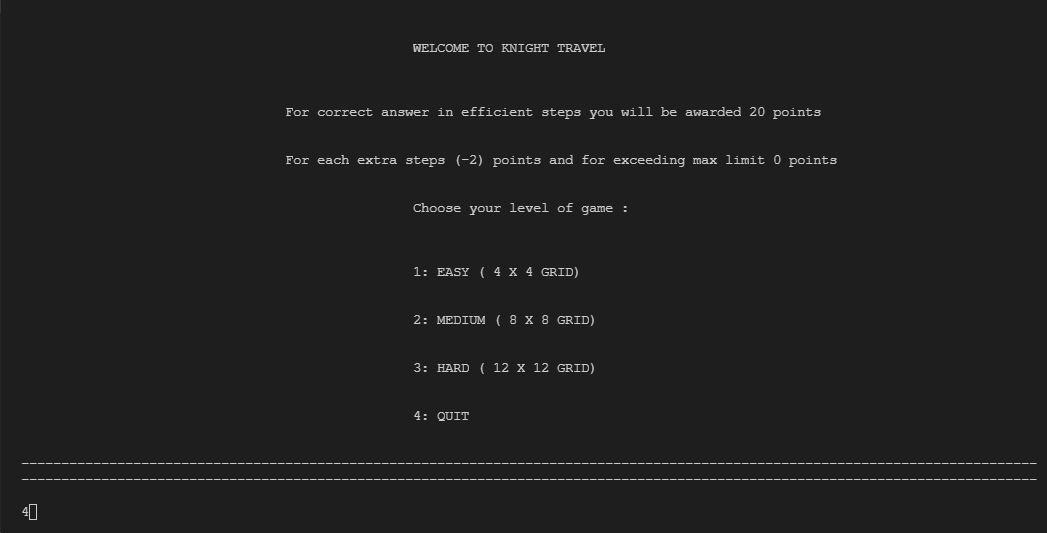 WELCOME TO KNIGHT TRAVEL
For correct answer in efficient steps you will be awarded 20 points
For each extra steps (-2) points and for exceeding max limit 0 points
Choose your level of game :
1: EASY ( 4 X 4 GRID)
2: MEDIUM ( 8 X 8 GRID)
3: HARD ( 12 X 12 GRID)
4: QUIT
4